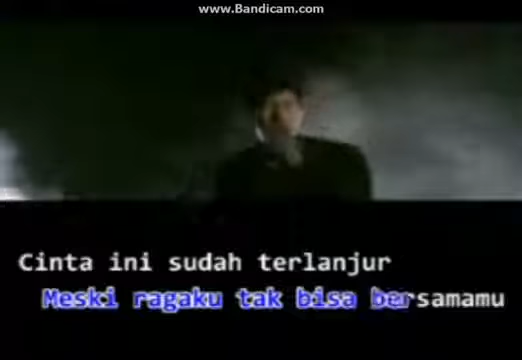 www.Bandicam.com
Cinta ini sudah terlanjur
Meski ragaku tak bisa bersamamu